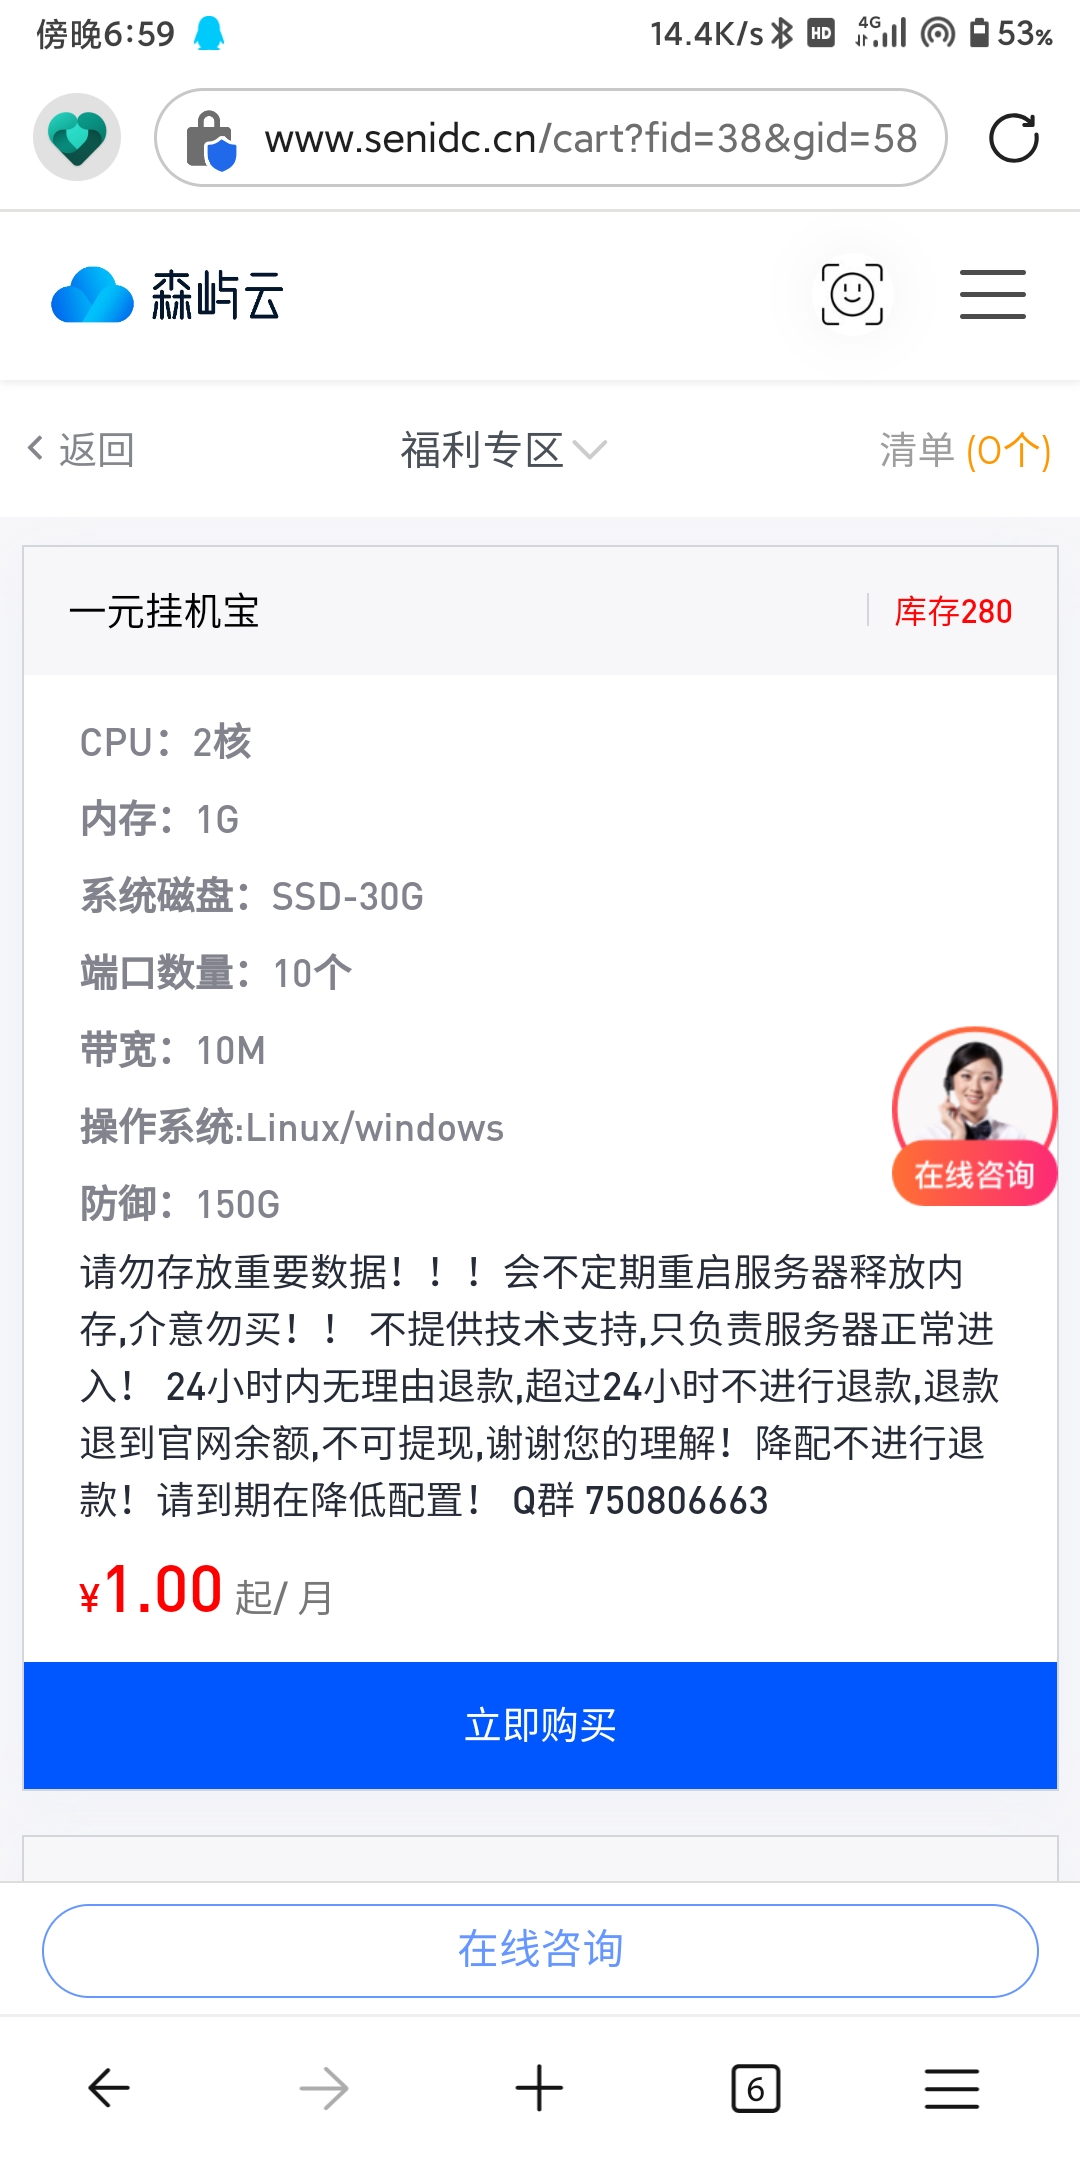 傍晚6:59
14.4K/s HD 4G 53%
www.senidc.cn/cart?fid=38&gid=58
森屿云
返回 福利专区 清单 (0个)
一元挂机宝 库存280
CPU：2核
内存：1G
系统磁盘：SSD-30G
端口数量：10个
带宽：10M
操作系统:Linux/windows
防御：150G
在线咨询
请勿存放重要数据！！！会不定期重启服务器释放内
存,介意勿买！！ 不提供技术支持,只负责服务器正常进
入！ 24小时内无理由退款,超过24小时不进行退款,退款
退到官网余额,不可提现,谢谢您的理解！降配不进行退
款！请到期在降低配置！ Q群 750806663
¥1.00 起/ 月
立即购买
在线咨询
6